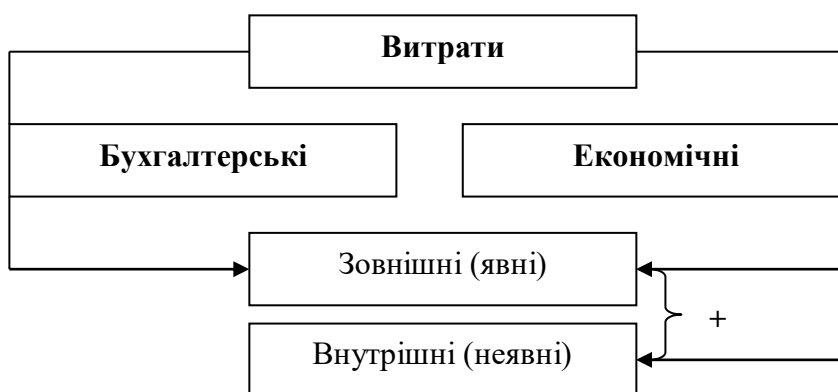 Витрати
Бухгалтерські
Економічні
Зовнішні (явні)
+
Внутрішні (неявні)